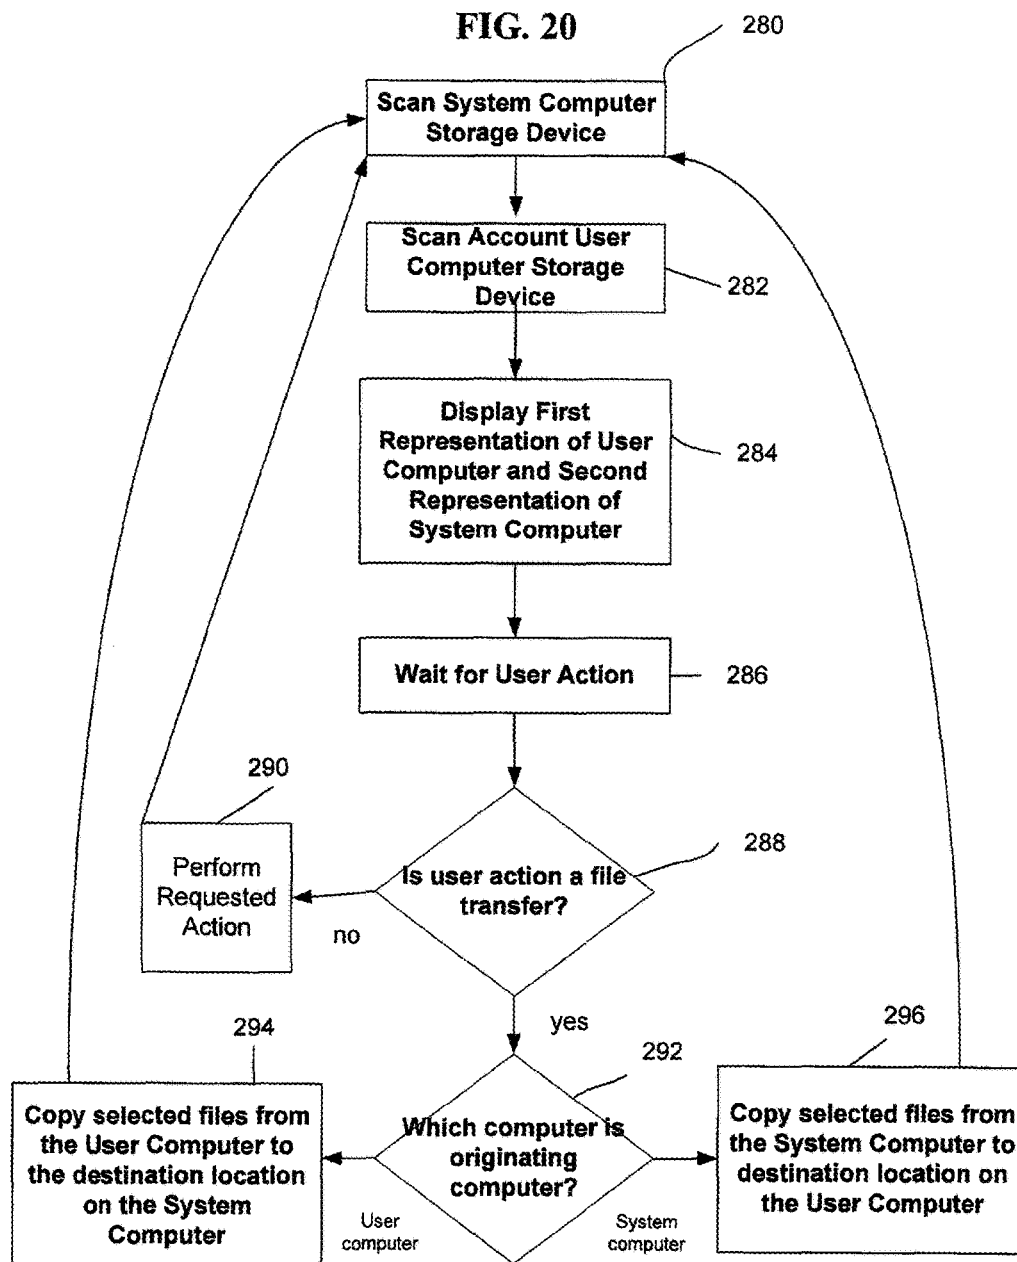 FIG. 20
280
Scan System Computer
Storage Device
Scan Account User
Computer Storage
Device
282
Display First
Representation of User
Computer and Second
Representation of
System Computer
284
Wait for User Action
286
290
Perform
Requested
Action
no
Is user action a file
transfer?
288
yes
294
Copy selected files from
the User Computer to
the destination location
on the System
Computer
292
Which computer is
originating
computer?
User
computer
System
computer
296
Copy selected files from
the System Computer to
destination location on
the User Computer